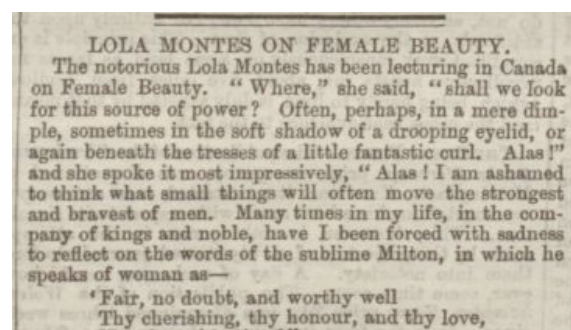 LOLA MONTES ON FEMALE BEAUTY.
The notorious Lola Montes has been lecturing in Canada
on Female Beauty. “ Where,” she said, “ shall we look
for this source of power ? Often, perhaps, in a mere dim-
ple, sometimes in the soft shadow of a drooping eyelid, or
again beneath the tresses of a little fantastic curl. Alas !”
and she spoke it most impressively, “ Alas ! I am ashamed
to think what small things will often move the strongest
and bravest of men. Many times in my life, in the com-
pany of kings and noble, have I been forced with sadness
to reflect on the words of the sublime Milton, in which he
speaks of woman as—
‘Fair, no doubt, and worthy well
Thy cherishing, thy honour, and thy love,